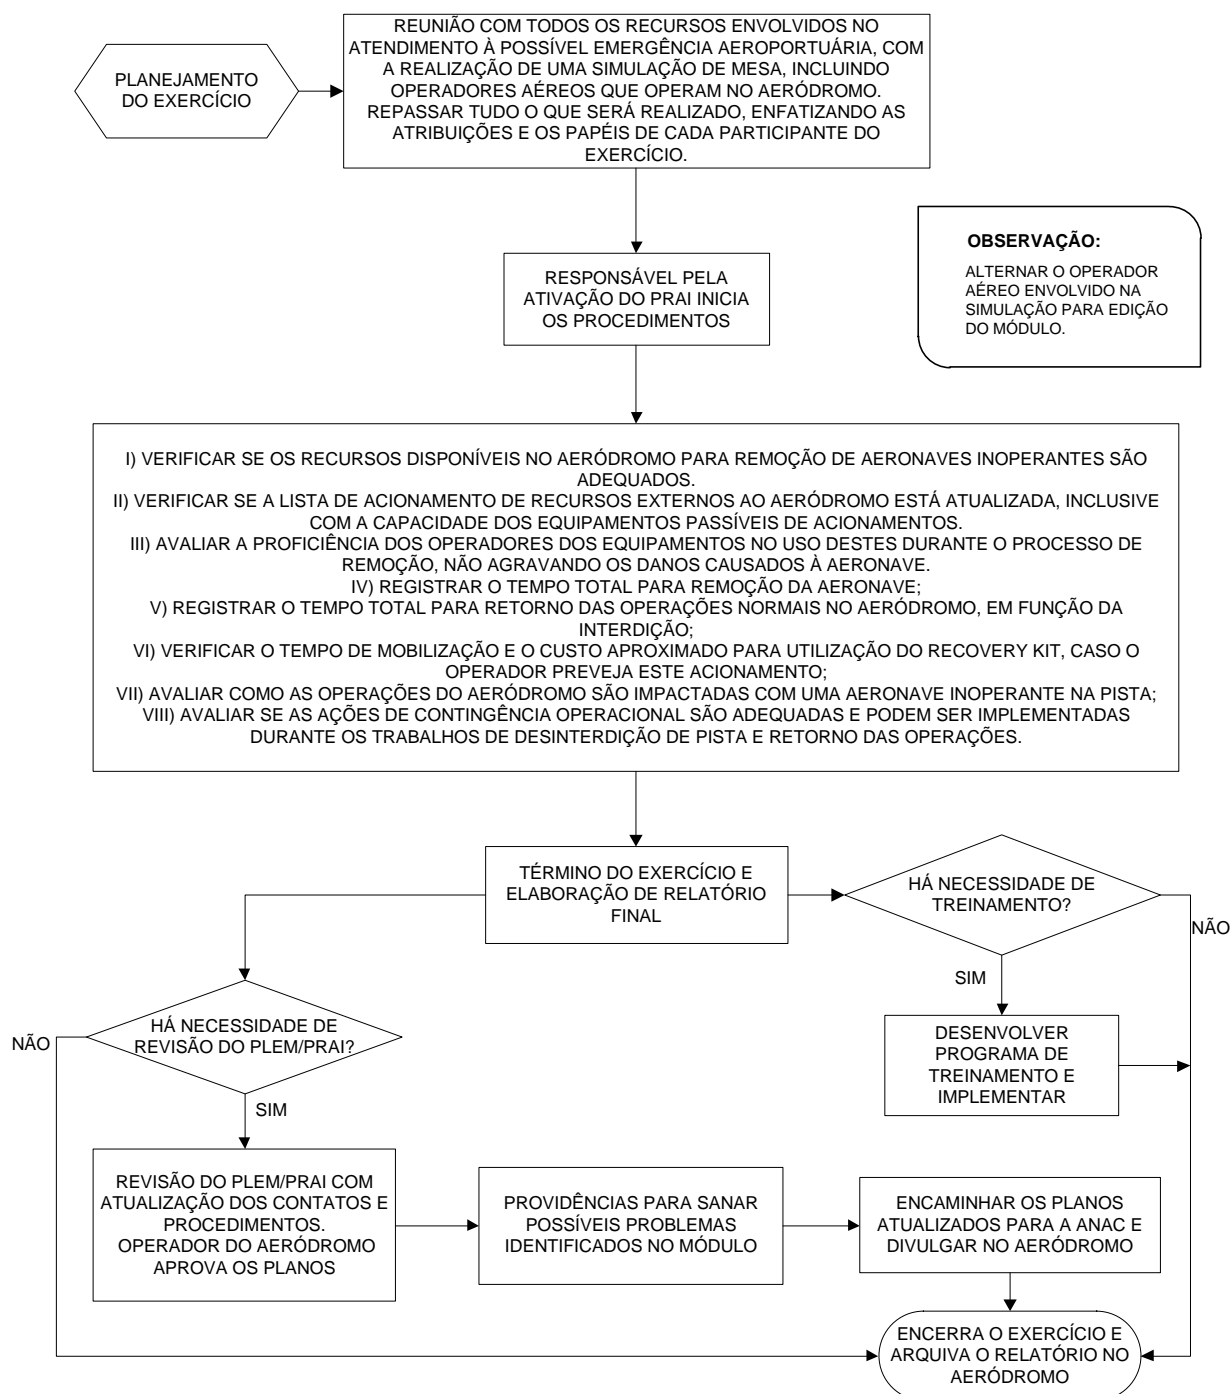 PLANEJAMENTO
DO EXERCÍCIO
REUNIÃO COM TODOS OS RECURSOS ENVOLVIDOS NO
ATENDIMENTO À POSSÍVEL EMERGÊNCIA AEROPORTUÁRIA, COM
A REALIZAÇÃO DE UMA SIMULAÇÃO DE MESA, INCLUINDO
OPERADORES AÉREOS QUE OPERAM NO AERÓDROMO.
REPASSAR TUDO O QUE SERÁ REALIZADO, ENFATIZANDO AS
ATRIBUIÇÕES E OS PAPÉIS DE CADA PARTICIPANTE DO
EXERCÍCIO.
OBSERVAÇÃO:
ALTERNAR O OPERADOR
AÉREO ENVOLVIDO NA
SIMULAÇÃO PARA EDIÇÃO
DO MÓDULO.
RESPONSÁVEL PELA
ATIVAÇÃO DO PRAI INICIA
OS PROCEDIMENTOS
I) VERIFICAR SE OS RECURSOS DISPONÍVEIS NO AERÓDROMO PARA REMOÇÃO DE AERONAVES INOPERANTES SÃO
ADEQUADOS.
II) VERIFICAR SE A LISTA DE ACIONAMENTO DE RECURSOS EXTERNOS AO AERÓDROMO ESTÁ ATUALIZADA, INCLUSIVE
COM A CAPACIDADE DOS EQUIPAMENTOS PASSÍVEIS DE ACIONAMENTOS.
III) AVALIAR A PROFICIÊNCIA DOS OPERADORES DOS EQUIPAMENTOS NO USO DESTES DURANTE O PROCESSO DE
REMOÇÃO, NÃO AGRAVANDO OS DANOS CAUSADOS À AERONAVE.
IV) REGISTRAR O TEMPO TOTAL PARA REMOÇÃO DA AERONAVE;
V) REGISTRAR O TEMPO TOTAL PARA RETORNO DAS OPERAÇÕES NORMAIS NO AERÓDROMO, EM FUNÇÃO DA
INTERDIÇÃO;
VI) VERIFICAR O TEMPO DE MOBILIZAÇÃO E O CUSTO APROXIMADO PARA UTILIZAÇÃO DO RECOVERY KIT, CASO O
OPERADOR PREVEJA ESTE ACIONAMENTO;
VII) AVALIAR COMO AS OPERAÇÕES DO AERÓDROMO SÃO IMPACTADAS COM UMA AERONAVE INOPERANTE NA PISTA;
VIII) AVALIAR SE AS AÇÕES DE CONTINGÊNCIA OPERACIONAL SÃO ADEQUADAS E PODEM SER IMPLEMENTADAS
DURANTE OS TRABALHOS DE DESINTERDIÇÃO DE PISTA E RETORNO DAS OPERAÇÕES.
TÉRMINO DO EXERCÍCIO E
ELABORAÇÃO DE RELATÓRIO
FINAL
HÁ NECESSIDADE DE
TREINAMENTO?
NÃO
SIM
DESENVOLVER
PROGRAMA DE
TREINAMENTO E
IMPLEMENTAR
HÁ NECESSIDADE DE
REVISÃO DO PLEM/PRAI?
NÃO
SIM
REVISÃO DO PLEM/PRAI COM
ATUALIZAÇÃO DOS CONTATOS E
PROCEDIMENTOS.
OPERADOR DO AERÓDROMO
APROVA OS PLANOS
PROVIDÊNCIAS PARA SANAR
POSSÍVEIS PROBLEMAS
IDENTIFICADOS NO MÓDULO
ENCAMINHAR OS PLANOS
ATUALIZADOS PARA A ANAC E
DIVULGAR NO AERÓDROMO
ENCERRA O EXERCÍCIO E
ARQUIVA O RELATÓRIO NO
AERÓDROMO